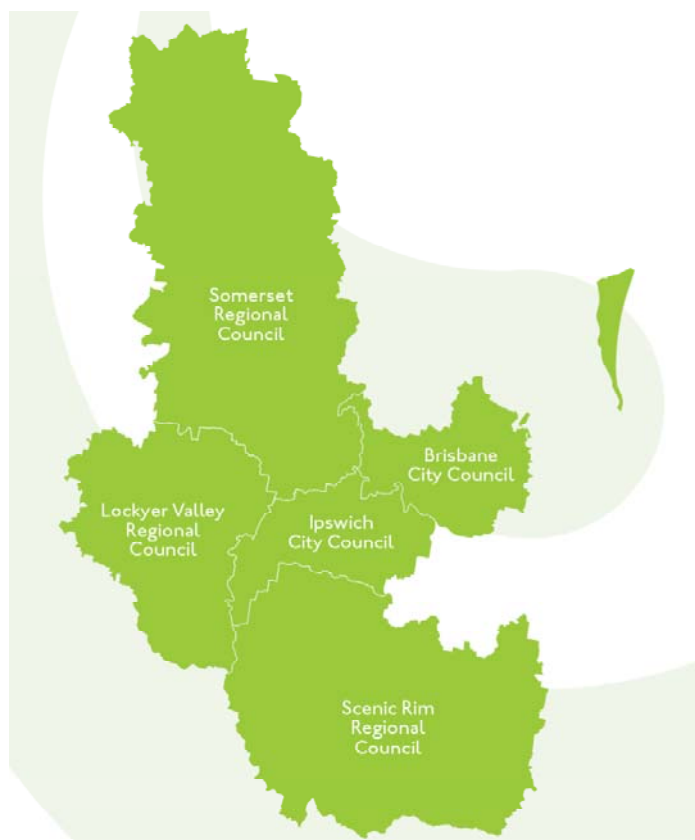 Somerset
Regional
Council
Brisbane
City Council
Lockyer Valley
Regional
Council
Ipswich
City Council
Scenic Rim
Regional
Council